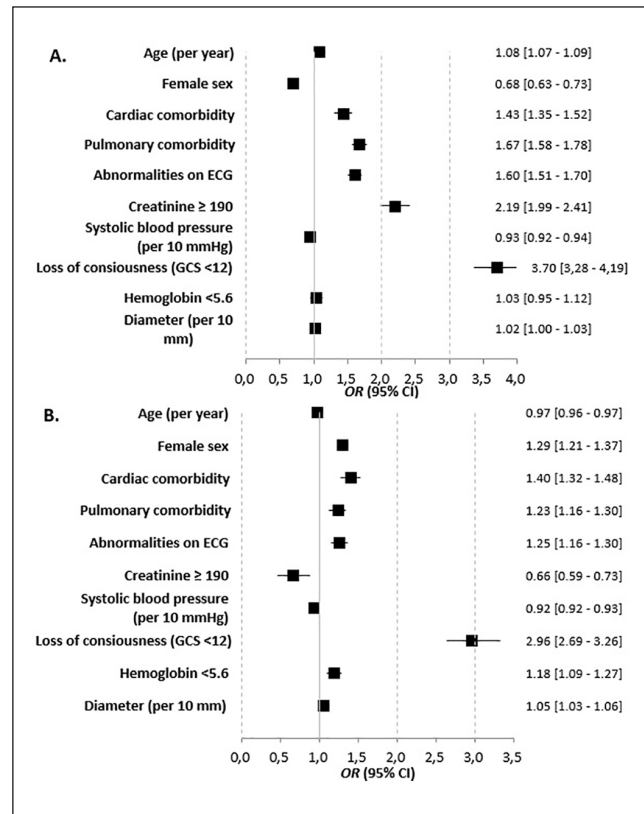 A.
Age (per year) 1.08 [1.07 - 1.09]
Female sex 0.68 [0.63 - 0.73]
Cardiac comorbidity 1.43 [1.35 - 1.52]
Pulmonary comorbidity 1.67 [1.58 - 1.78]
Abnormalities on ECG 1.60 [1.51 - 1.70]
Creatinine ≥ 190 2.19 [1.99 - 2.41]
Systolic blood pressure
(per 10 mmHg) 0.93 [0.92 - 0.94]
Loss of consiousness (GCS <12) 3.70 [3,28 - 4,19]
Hemoglobin <5.6 1.03 [0.95 - 1.12]
Diameter (per 10
mm) 1.02 [1.00 - 1.03]
0,0 0,5 1,0 1,5 2,0 2,5 3,0 3,5 4,0
OR (95% CI)
B.
Age (per year) 0.97 [0.96 - 0.97]
Female sex 1.29 [1.21 - 1.37]
Cardiac comorbidity 1.40 [1.32 - 1.48]
Pulmonary comorbidity 1.23 [1.16 - 1.30]
Abnormalities on ECG 1.25 [1.16 - 1.30]
Creatinine ≥ 190 0.66 [0.59 - 0.73]
Systolic blood pressure
(per 10 mmHg) 0.92 [0.92 - 0.93]
Loss of consiousness (GCS <12) 2.96 [2.69 - 3.26]
Hemoglobin <5.6 1.18 [1.09 - 1.27]
Diameter (per 10 mm) 1.05 [1.03 - 1.06]
0,0 0,5 1,0 1,5 2,0 2,5 3,0 3,5
OR (95% CI)